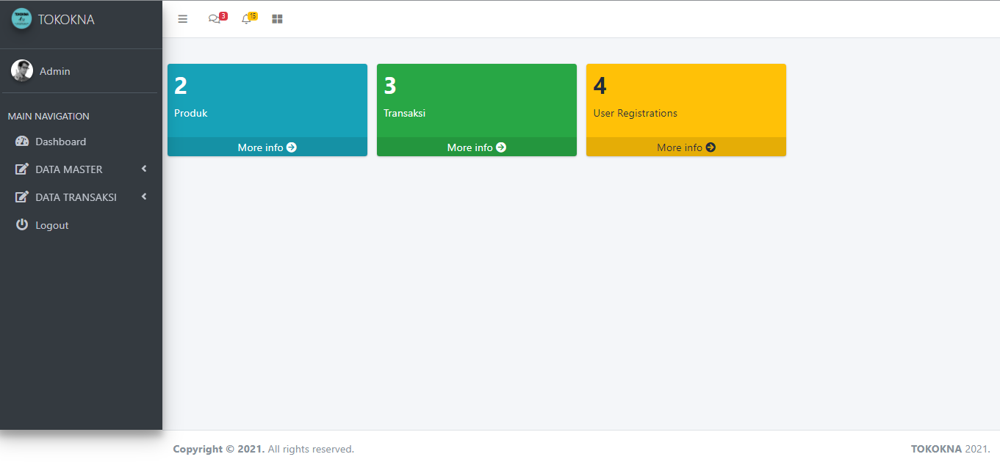 TOKOKNA
3
15
Admin
MAIN NAVIGATION
Dashboard
DATA MASTER
DATA TRANSAKSI
Logout
2
Produk
More info
3
Transaksi
More info
4
User Registrations
More info
Copyright © 2021. All rights reserved.
TOKOKNA 2021.